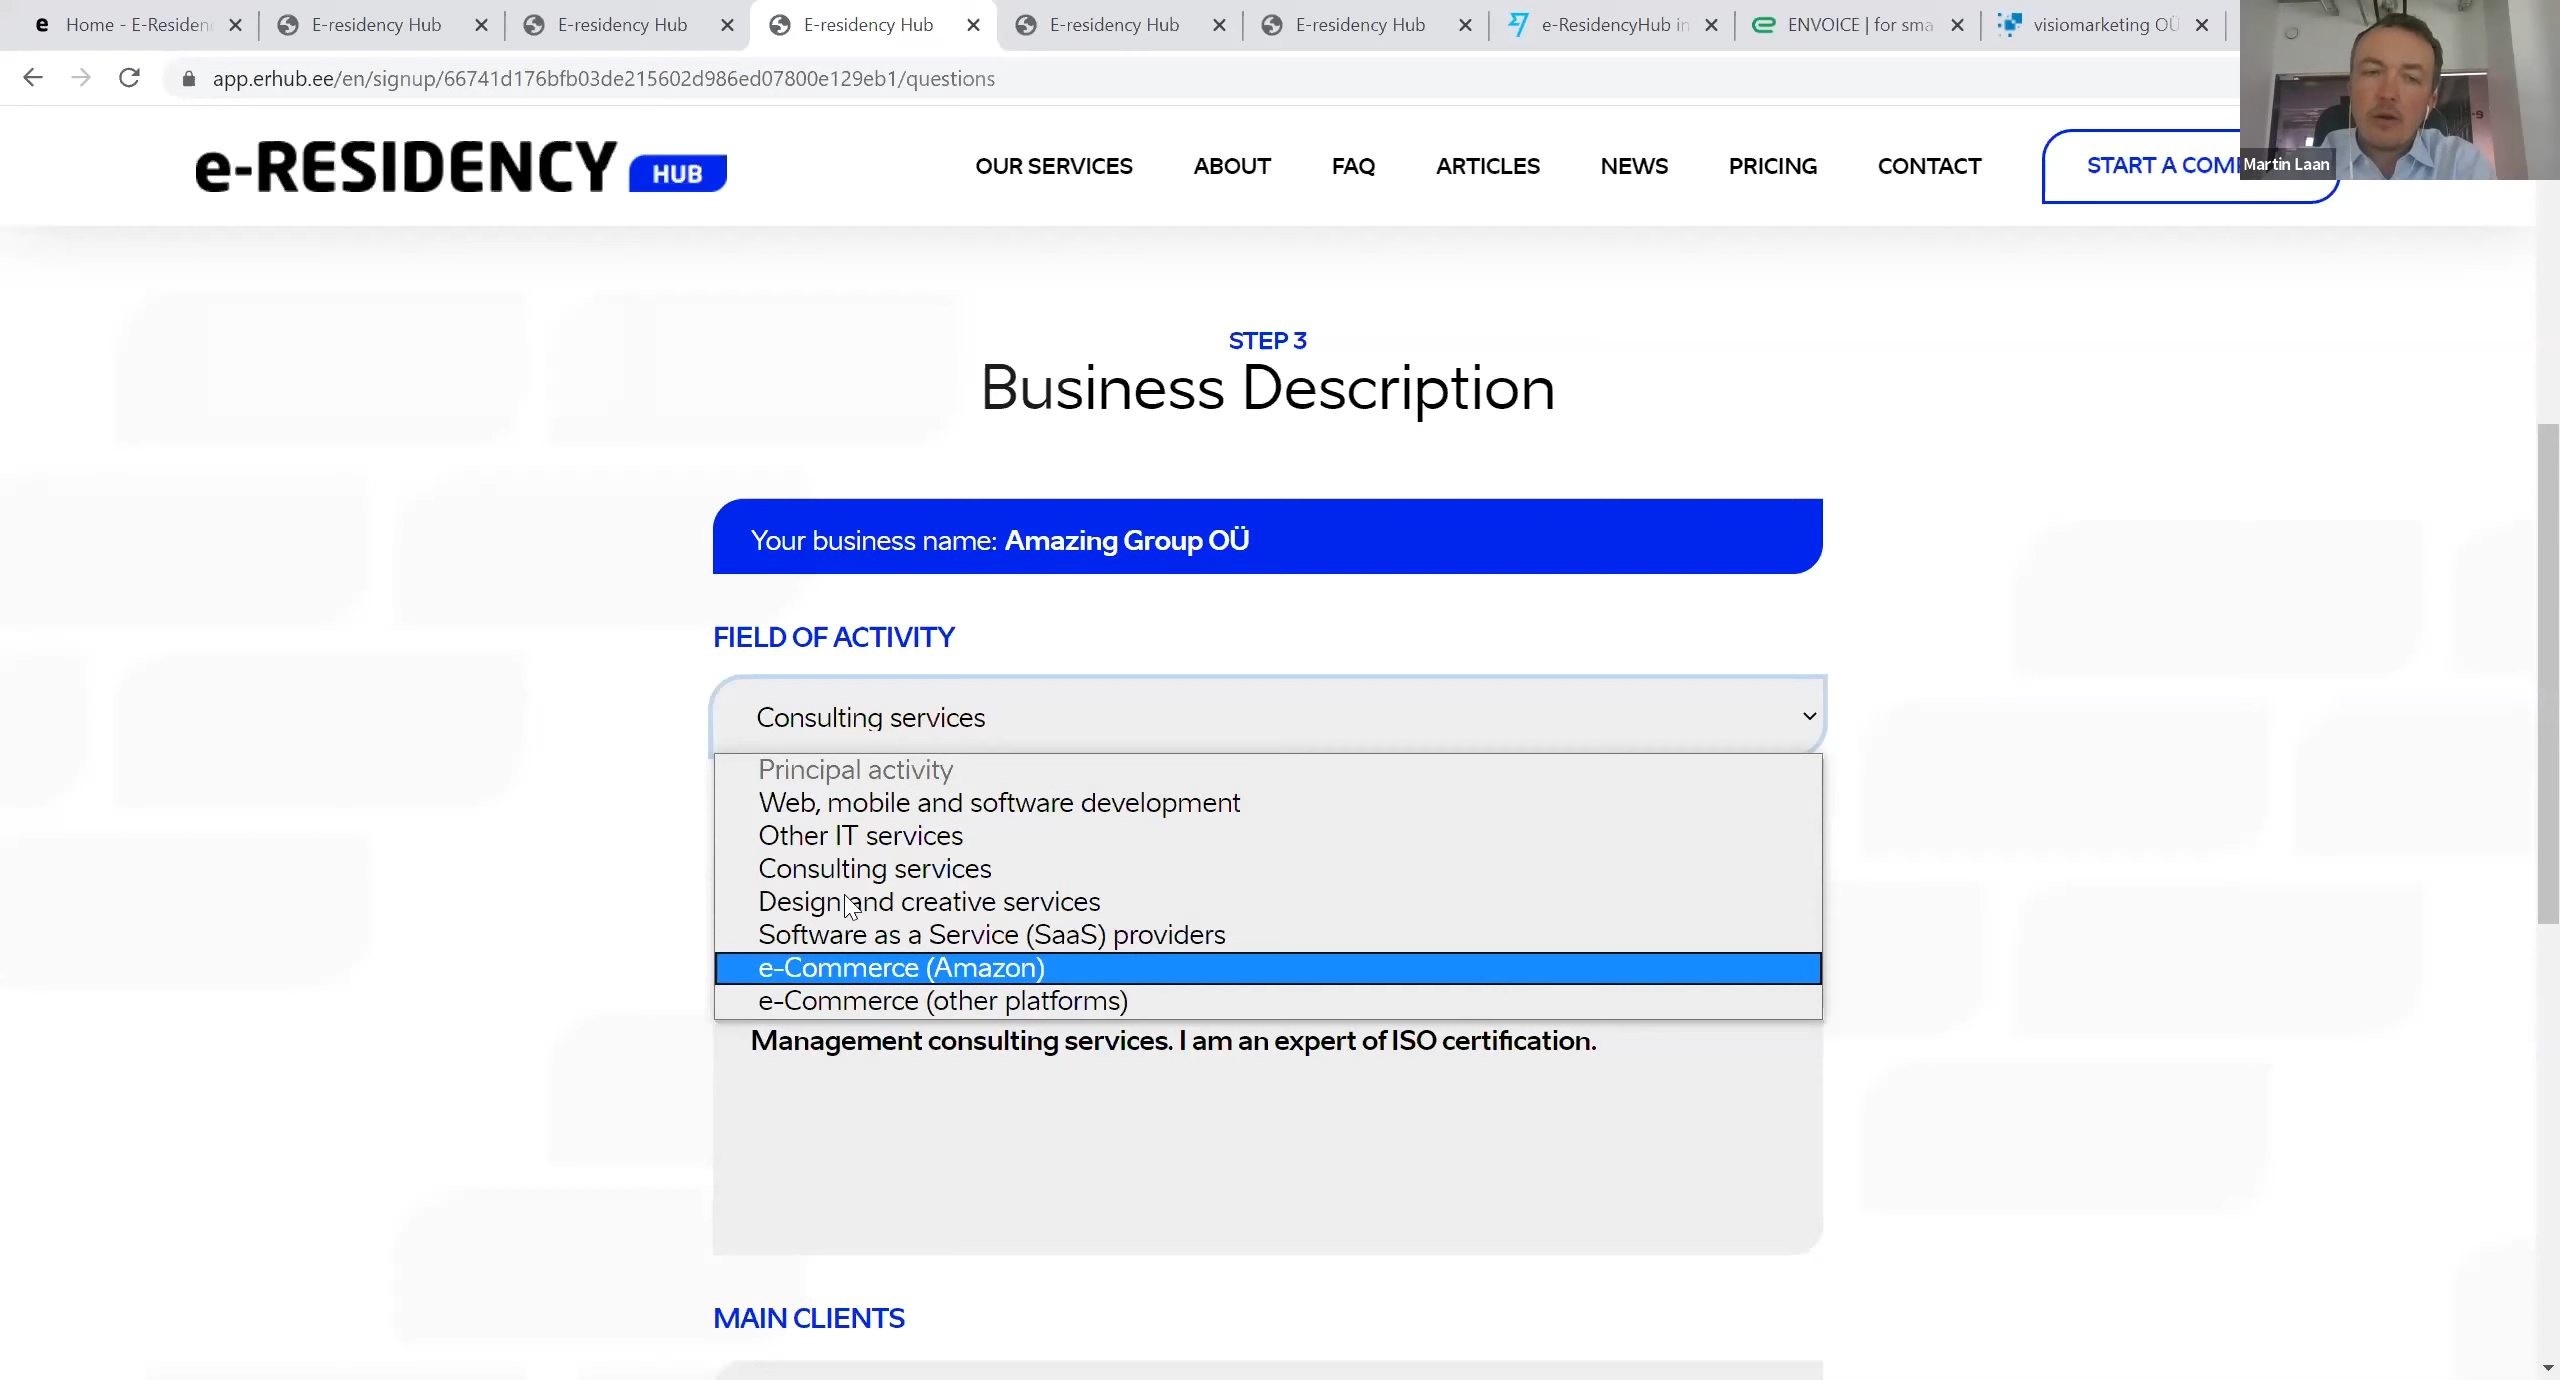 e Home - E-Residen
E-residency Hub
E-residency Hub
E-residency Hub
E-residency Hub
E-residency Hub
e-ResidencyHub in
ENVOICE | for sma
visiomarketing OÜ
app.erhub.ee/en/signup/66741d176bfb03de215602d986ed07800e129eb1/questions
e-RESIDENCY HUB
OUR SERVICES
ABOUT
FAQ
ARTICLES
NEWS
PRICING
CONTACT
START A COM
Martin Laan
STEP 3
Business Description
Your business name: Amazing Group OÜ
FIELD OF ACTIVITY
Consulting services
Principal activity
Web, mobile and software development
Other IT services
Consulting services
Design and creative services
Software as a Service (SaaS) providers
e-Commerce (Amazon)
e-Commerce (other platforms)
Management consulting services. I am an expert of ISO certification.
MAIN CLIENTS